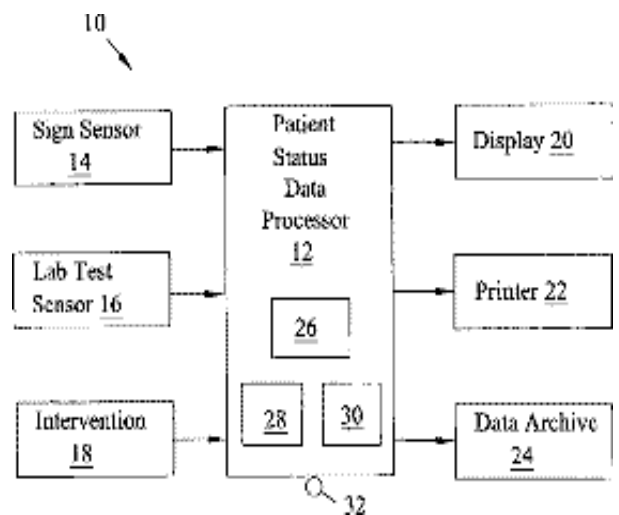 10
Sign Sensor
14
Lab Test
Sensor 16
Intervention
18
Patient
Status
Data
Processor
12
26
28
30
32
Display 20
Printer 22
Data Archive
24